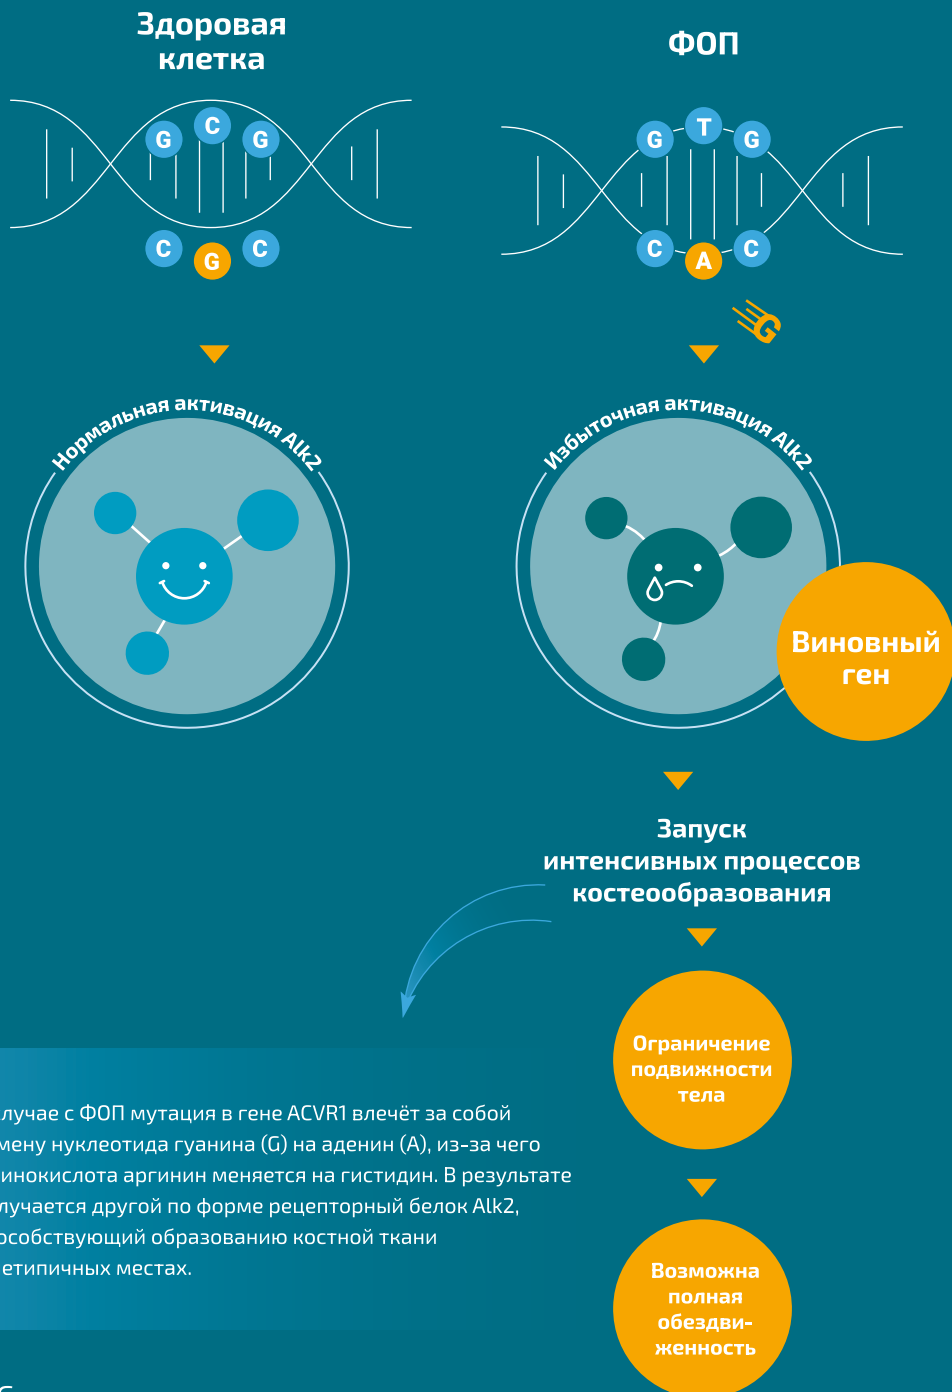 Здоровая
клетка
ФОП
G C G
C G C
G T G
C A C
G
Нормальная активация Alk2
Избыточная активация Alk2
Виновный
ген
Запуск
интенсивных процессов
костеообразования
Ограничение
подвижности
тела
лучае с ФОП мутация в гене ACVR1 влечёт за собой
мену нуклеотида гуанина (G) на аденин (A), из-за чего
инокислота аргинин меняется на гистидин. В результате
лучается другой по форме рецепторный белок Alk2,
особствующий образованию костной ткани
етипичных местах.
Возможна
полная
обездви-
женность